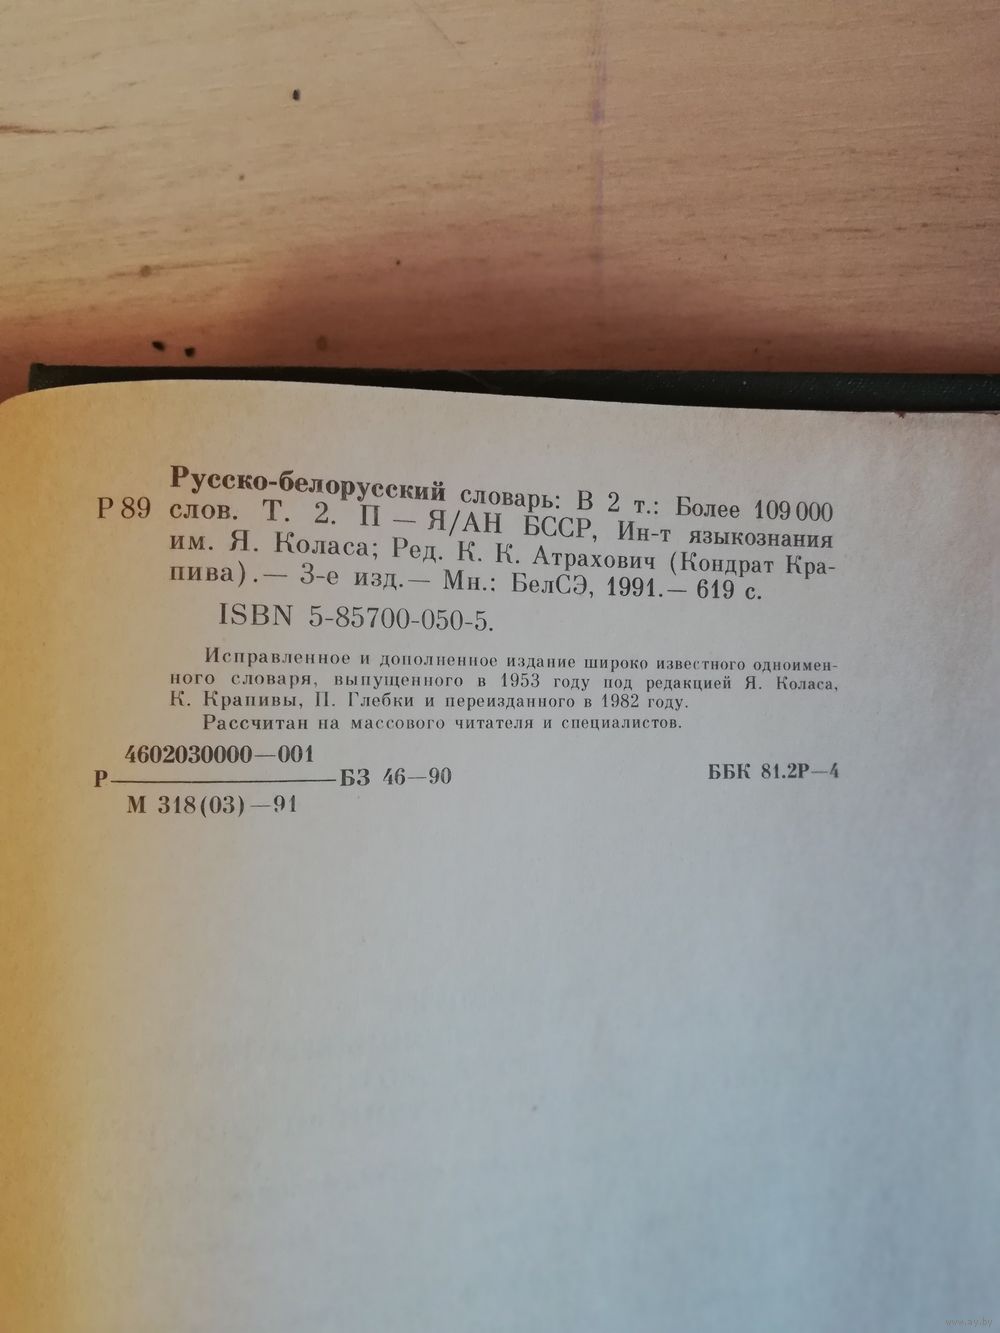 Русско-белорусский словарь: В 2 т.: Более 109 000
Р 89 слов. Т. 2. П — Я/АН БССР, Ин-т языкознания
им. Я. Коласа; Ред. К. К. Атрахович (Кондрат Кра-
пива).— 3-е изд.— Мн.: БелСЭ, 1991.— 619 с.
ISBN 5-85700-050-5.
Исправленное и дополненное издание широко известного одноимен-
ного словаря, выпущенного в 1953 году под редакцией Я. Коласа,
К. Крапивы, П. Глебки и переизданного в 1982 году.
Рассчитан на массового читателя и специалистов.
4602030000—001
Р БЗ 46—90 ББК 81.2Р—4
М 318(03)—91
www.ay.by